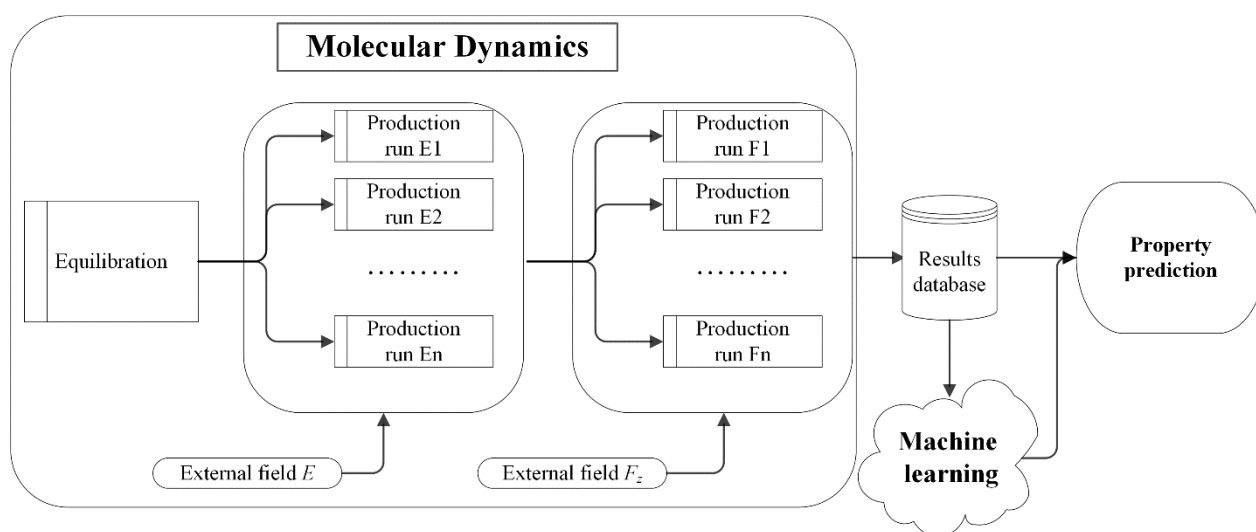 Molecular Dynamics
Equilibration
Production
run E1
Production
run E2
.........
Production
run En
External field E
Production
run F1
Production
run F2
.........
Production
run Fn
External field F_z
Results
database
Machine
learning
Property
prediction